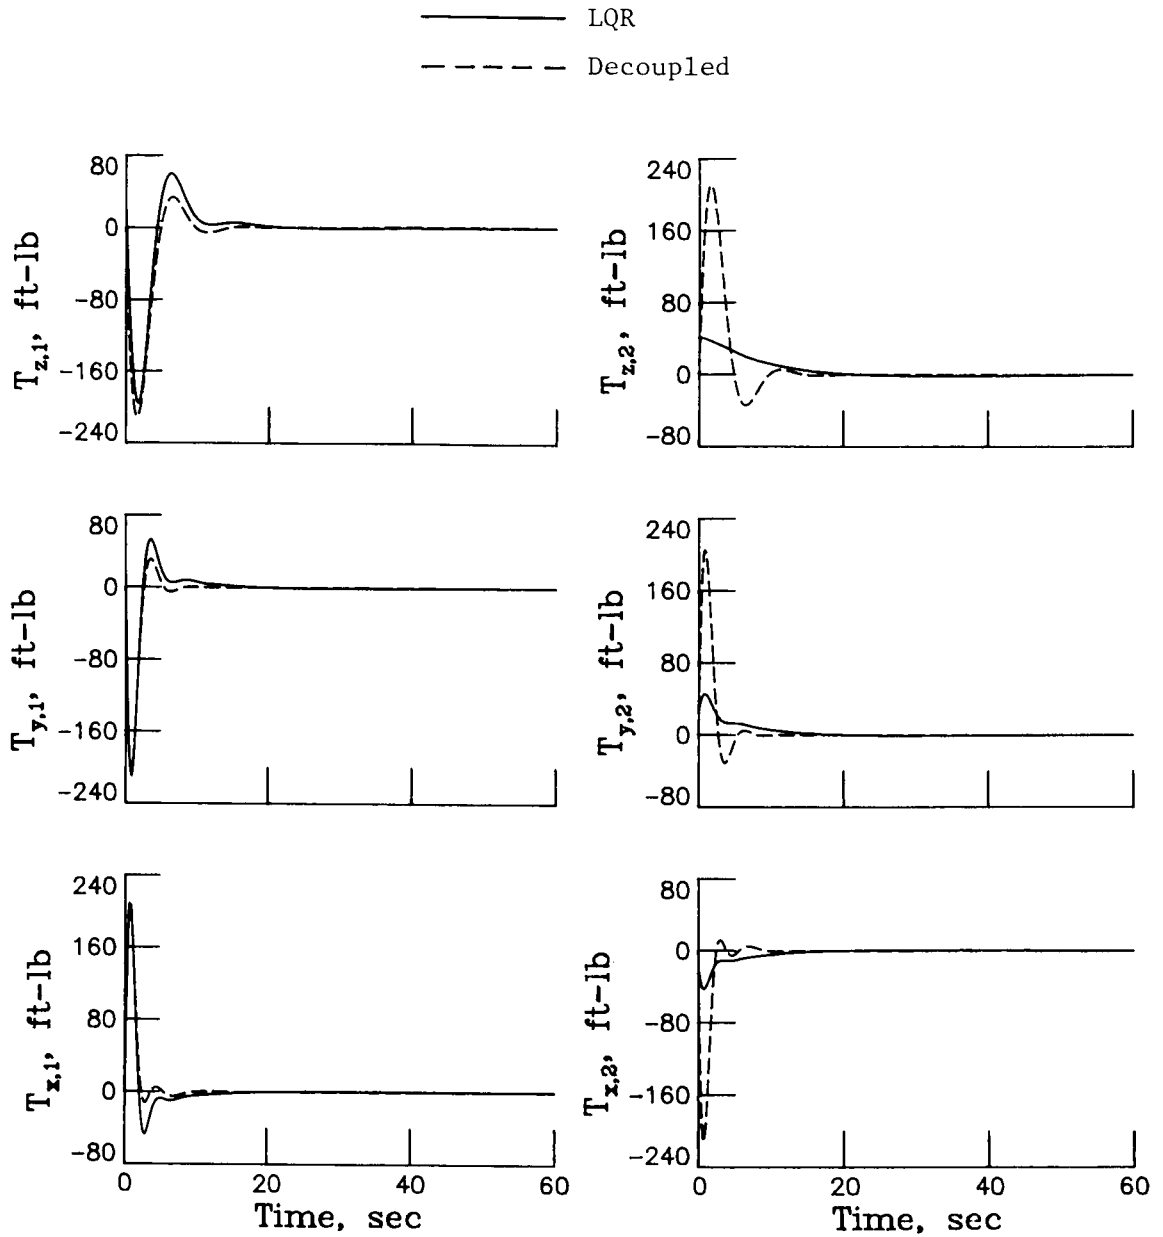 LQR
Decoupled
80
0
-80
-160
-240
T_{z,1}, ft-lb
240
160
80
0
-80
T_{z,2}, ft-lb
80
0
-80
-160
-240
T_{y,1}, ft-lb
240
160
80
0
-80
T_{y,2}, ft-lb
240
160
80
0
-80
T_{x,1}, ft-lb
0 20 40 60
Time, sec
80
0
-80
-160
-240
T_{x,2}, ft-lb
0 20 40 60
Time, sec